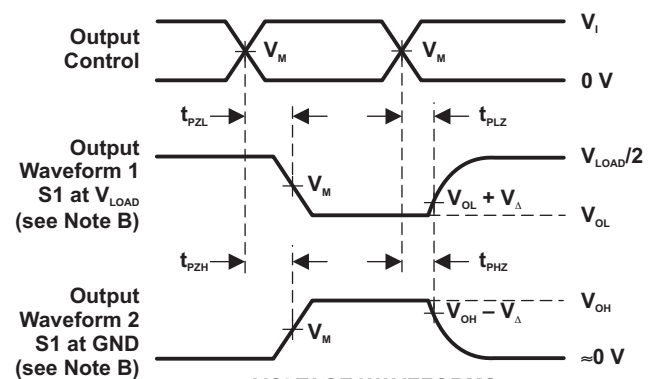 Output
Control
V_M
V_M
V_I
0 V
t_PZL
t_PLZ
Output
Waveform 1
S1 at V_LOAD
(see Note B)
V_M
V_OL + V_Δ
V_LOAD/2
V_OL
t_PZH
t_PHZ
Output
Waveform 2
S1 at GND
(see Note B)
V_M
V_OH − V_Δ
V_OH
≈0 V